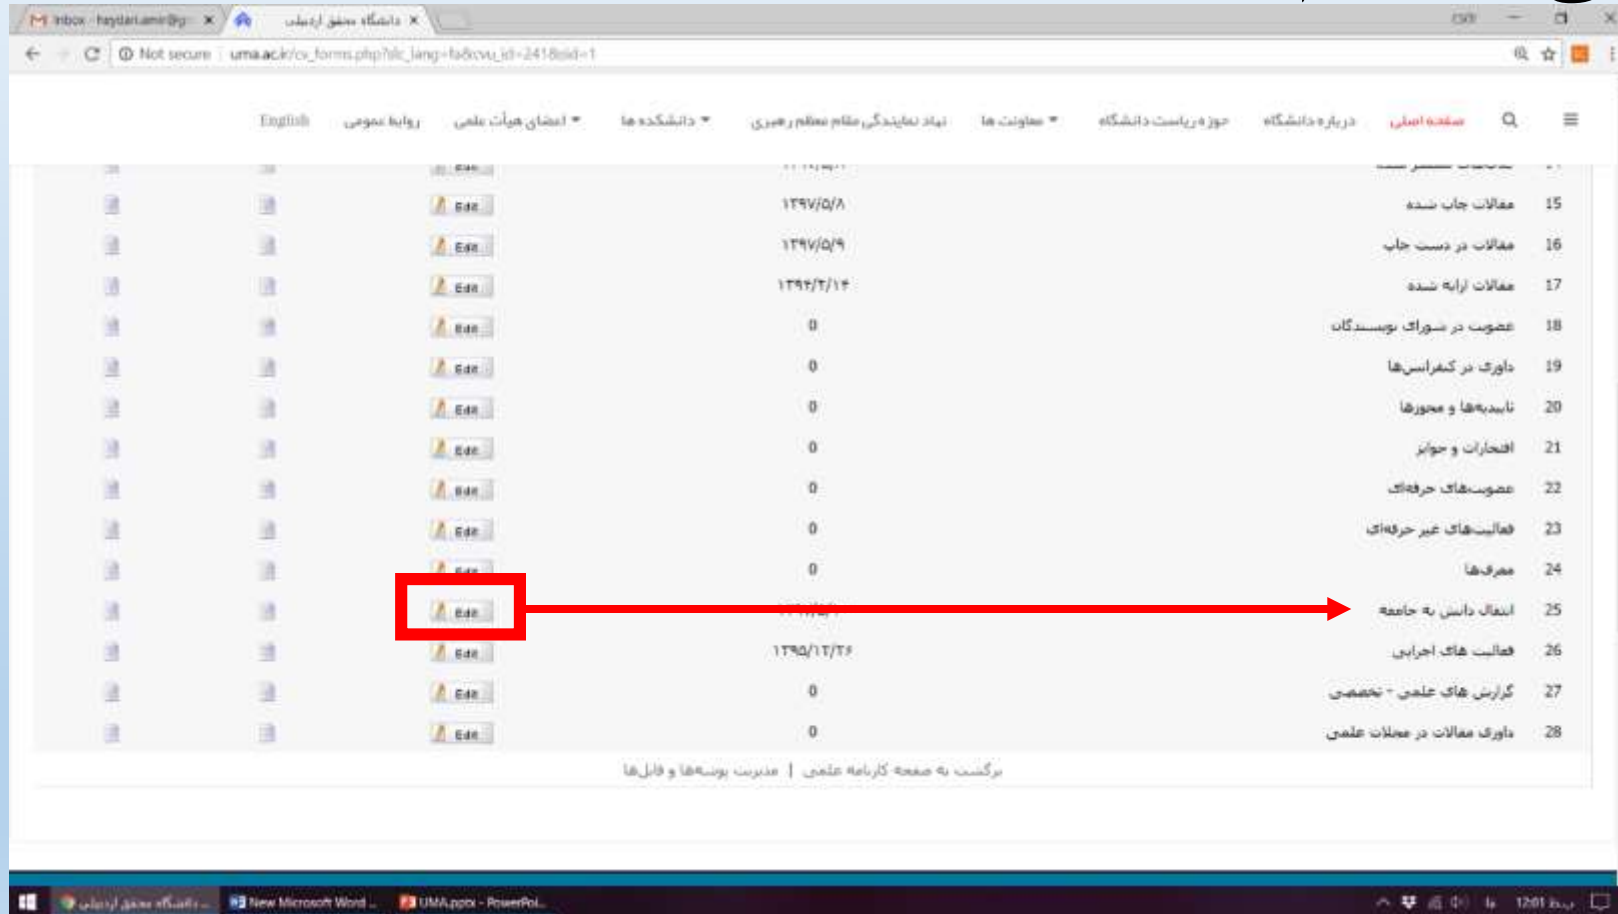 Inbox - haydari.amir@g
دانشگاه محقق اردبیلی
Not secure uma.ac.ir/cv_forms.php?slc_lang=fa&cvu_id=241&sid=1
صفحه اصلی درباره دانشگاه حوزه ریاست دانشگاه معاونت ها نهاد نمایندگی مقام معظم رهبری دانشکده ها اعضای هیأت علمی روابط عمومی English
15 مقالات چاپ شده ۱۳۹۷/۵/۸ Edit
16 مقالات در دست چاپ ۱۳۹۷/۵/۹ Edit
17 مقالات ارایه شده Edit
18 عضویت در شورای نویسندگان 0 Edit
19 داوری در کنفرانس‌ها 0 Edit
20 تاییدیه‌ها و مجوزها 0 Edit
21 افتخارات و جوایز 0 Edit
22 عضویت‌های حرفه‌ای 0 Edit
23 فعالیت‌های غیر حرفه‌ای 0 Edit
24 معرف‌ها 0 Edit
25 انتقال دانش به جامعه Edit
26 فعالیت های اجرایی ۱۳۹۵/۱۲/۲۶ Edit
27 گزارش های علمی - تخصصی 0 Edit
28 داوری مقالات در مجلات علمی 0 Edit
برگشت به صفحه کارنامه علمی | مدیریت پوشه‌ها و فایل‌ها
دانشگاه محقق اردبیلی ... New Microsoft Word ... UMA.pptx - PowerPoi... فا 12:01